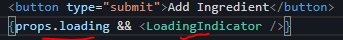 <button type="submit">Add Ingredient</button>
{props.loading && <LoadingIndicator />}